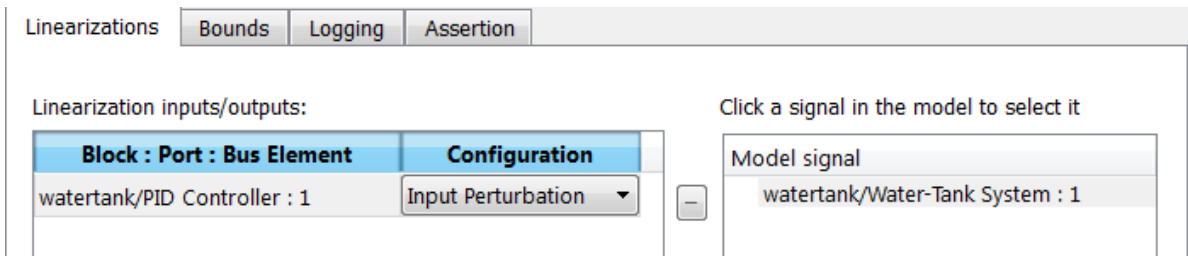 Linearizations Bounds Logging Assertion
Linearization inputs/outputs: Click a signal in the model to select it
Block : Port : Bus Element Configuration Model signal
watertank/PID Controller : 1 Input Perturbation − watertank/Water-Tank System : 1